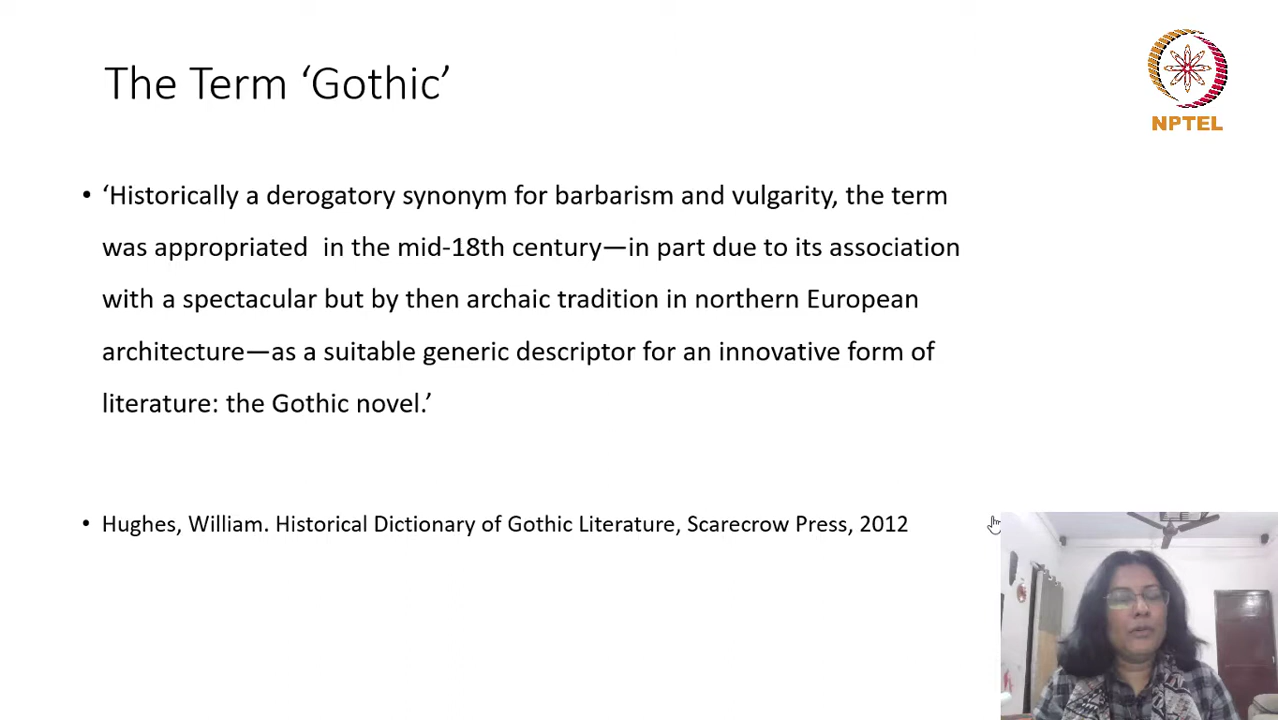 The Term ‘Gothic’
NPTEL
• ‘Historically a derogatory synonym for barbarism and vulgarity, the term
was appropriated in the mid-18th century—in part due to its association
with a spectacular but by then archaic tradition in northern European
architecture—as a suitable generic descriptor for an innovative form of
literature: the Gothic novel.’
• Hughes, William. Historical Dictionary of Gothic Literature, Scarecrow Press, 2012